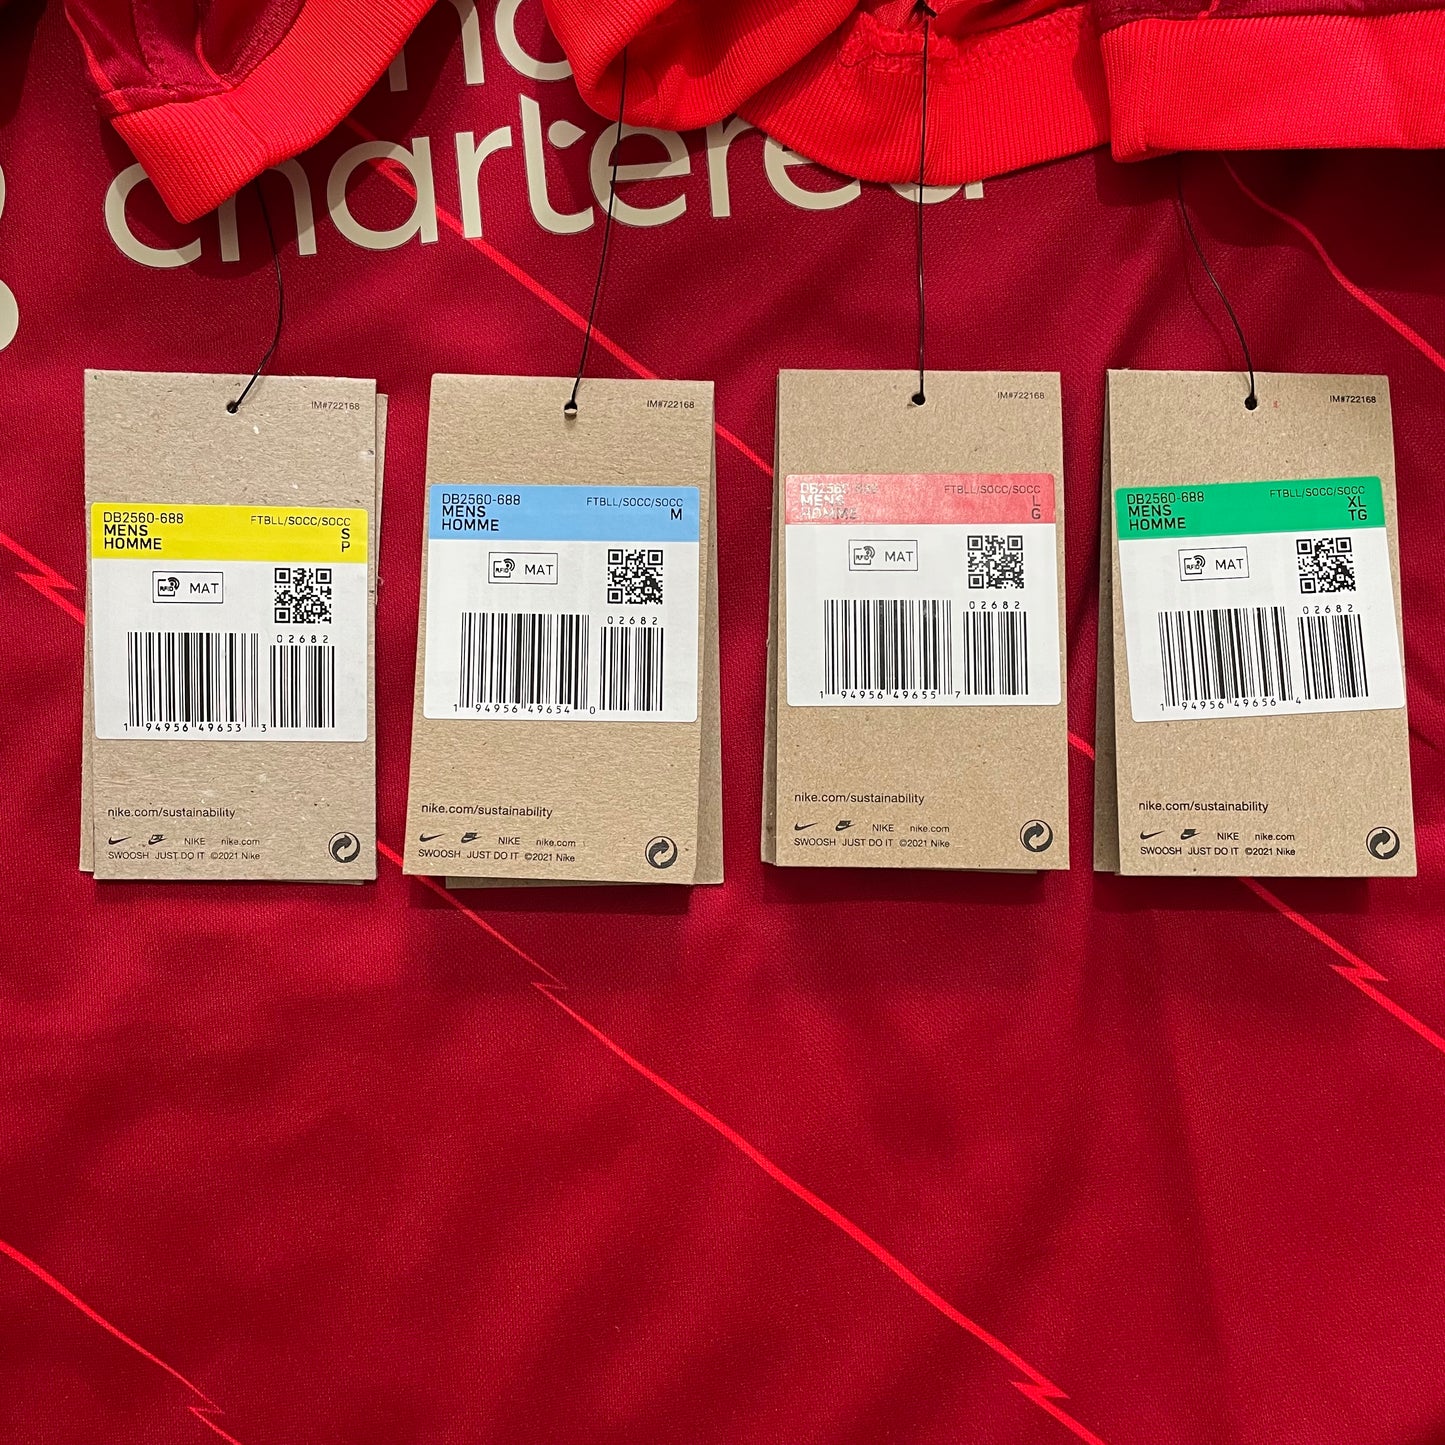 chartered
IM#722168
DB2560-688 FTBLL/SOCC/SOCC
MENS S
HOMME P
RFID MAT
02682
1 94956 49653 3
nike.com/sustainability
NIKE nike.com
SWOOSH JUST DO IT ©2021 Nike
IM#722168
DB2560-688 FTBLL/SOCC/SOCC
MENS M
HOMME
RFID MAT
02682
1 94956 49654 0
nike.com/sustainability
NIKE nike.com
SWOOSH JUST DO IT ©2021 Nike
IM#722168
FTBLL/SOCC/SOCC
MENS L
HOMME G
RFID MAT
02682
1 94956 49655 7
nike.com/sustainability
NIKE nike.com
SWOOSH JUST DO IT ©2021 Nike
IM#722168
DB2560-688 FTBLL/SOCC/SOCC
MENS XL
HOMME TG
RFID MAT
02682
1 94956 49656 4
nike.com/sustainability
NIKE nike.com
SWOOSH JUST DO IT ©2021 Nike